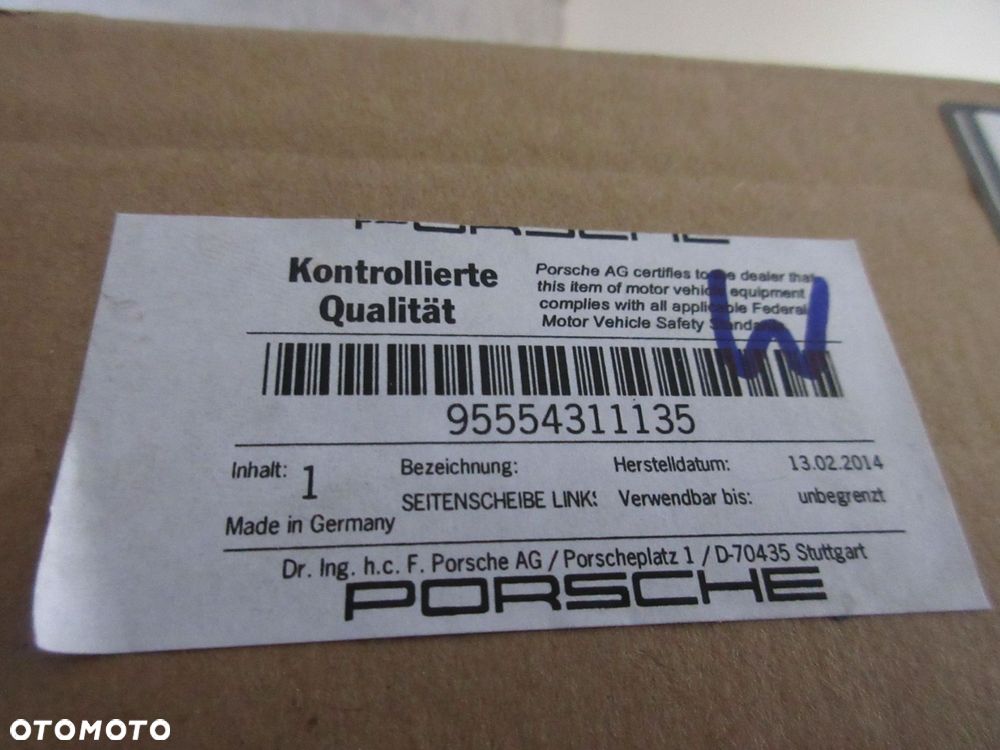 PORSCHE
Kontrollierte
Qualität
Porsche AG certifies to the dealer that
this item of motor vehicle equipment
complies with all applicable Federal
Motor Vehicle Safety Standards
95554311135
Inhalt: 1
Made in Germany
Bezeichnung:
SEITENSCHEIBE LINKS
Herstelldatum: 13.02.2014
Verwendbar bis: unbegrenzt
Dr. Ing. h.c. F. Porsche AG / Porscheplatz 1 / D-70435 Stuttgart
PORSCHE
OTOMOTO